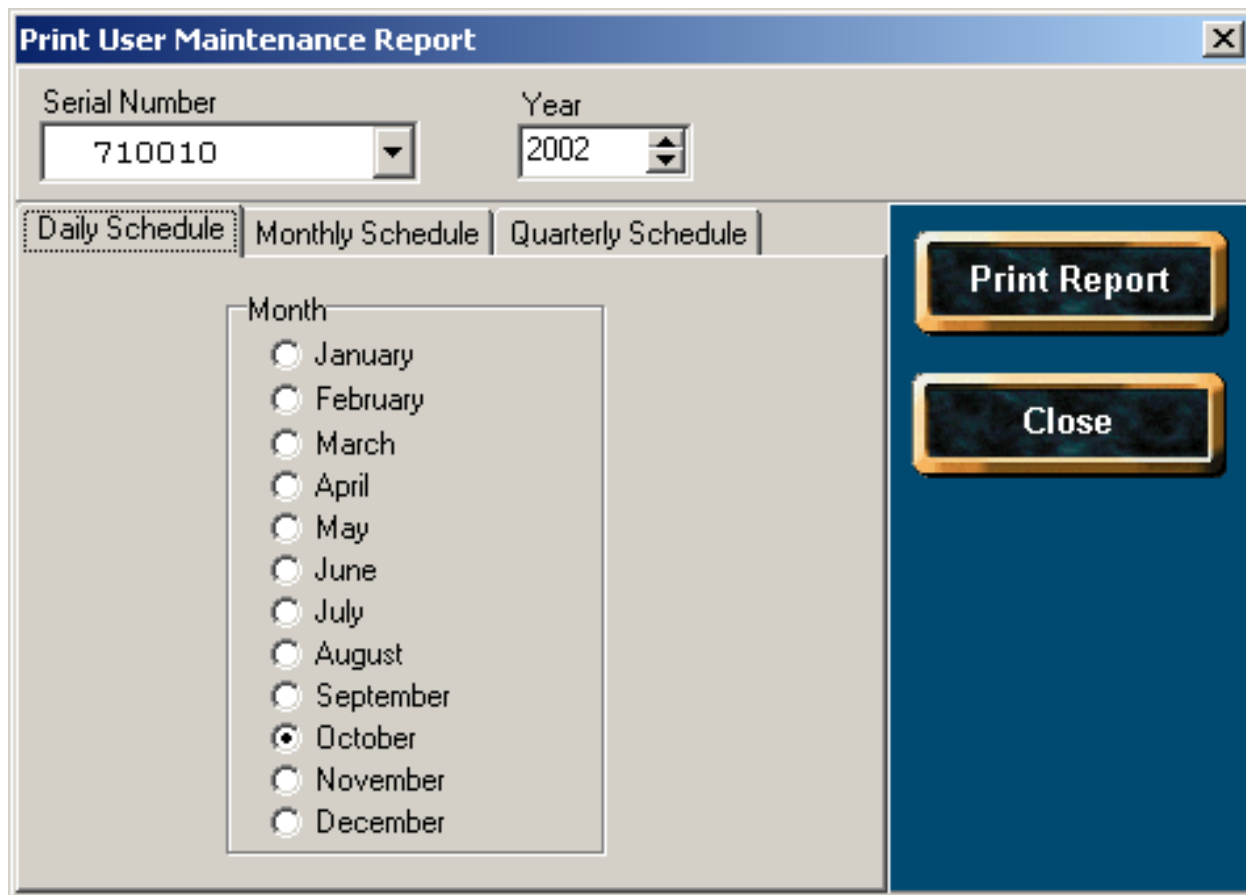 Print User Maintenance Report
Serial Number
Year
710010
2002
Daily Schedule
Monthly Schedule
Quarterly Schedule
Print Report
Month
January
February
March
April
May
June
July
August
September
October
November
December
Close